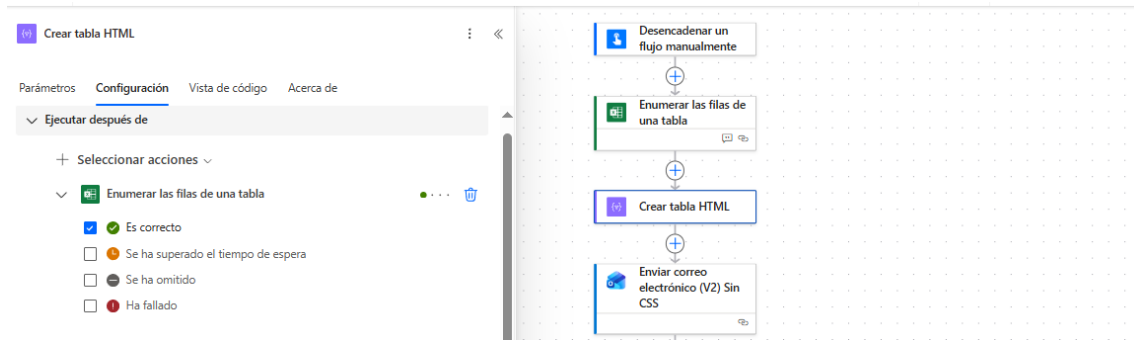 Crear tabla HTML
Parámetros Configuración Vista de código Acerca de
Ejecutar después de
Seleccionar acciones
Enumerar las filas de una tabla
Es correcto
Se ha superado el tiempo de espera
Se ha omitido
Ha fallado
Desencadenar un
flujo manualmente
Enumerar las filas de
una tabla
Crear tabla HTML
Enviar correo
electrónico (V2) Sin
CSS